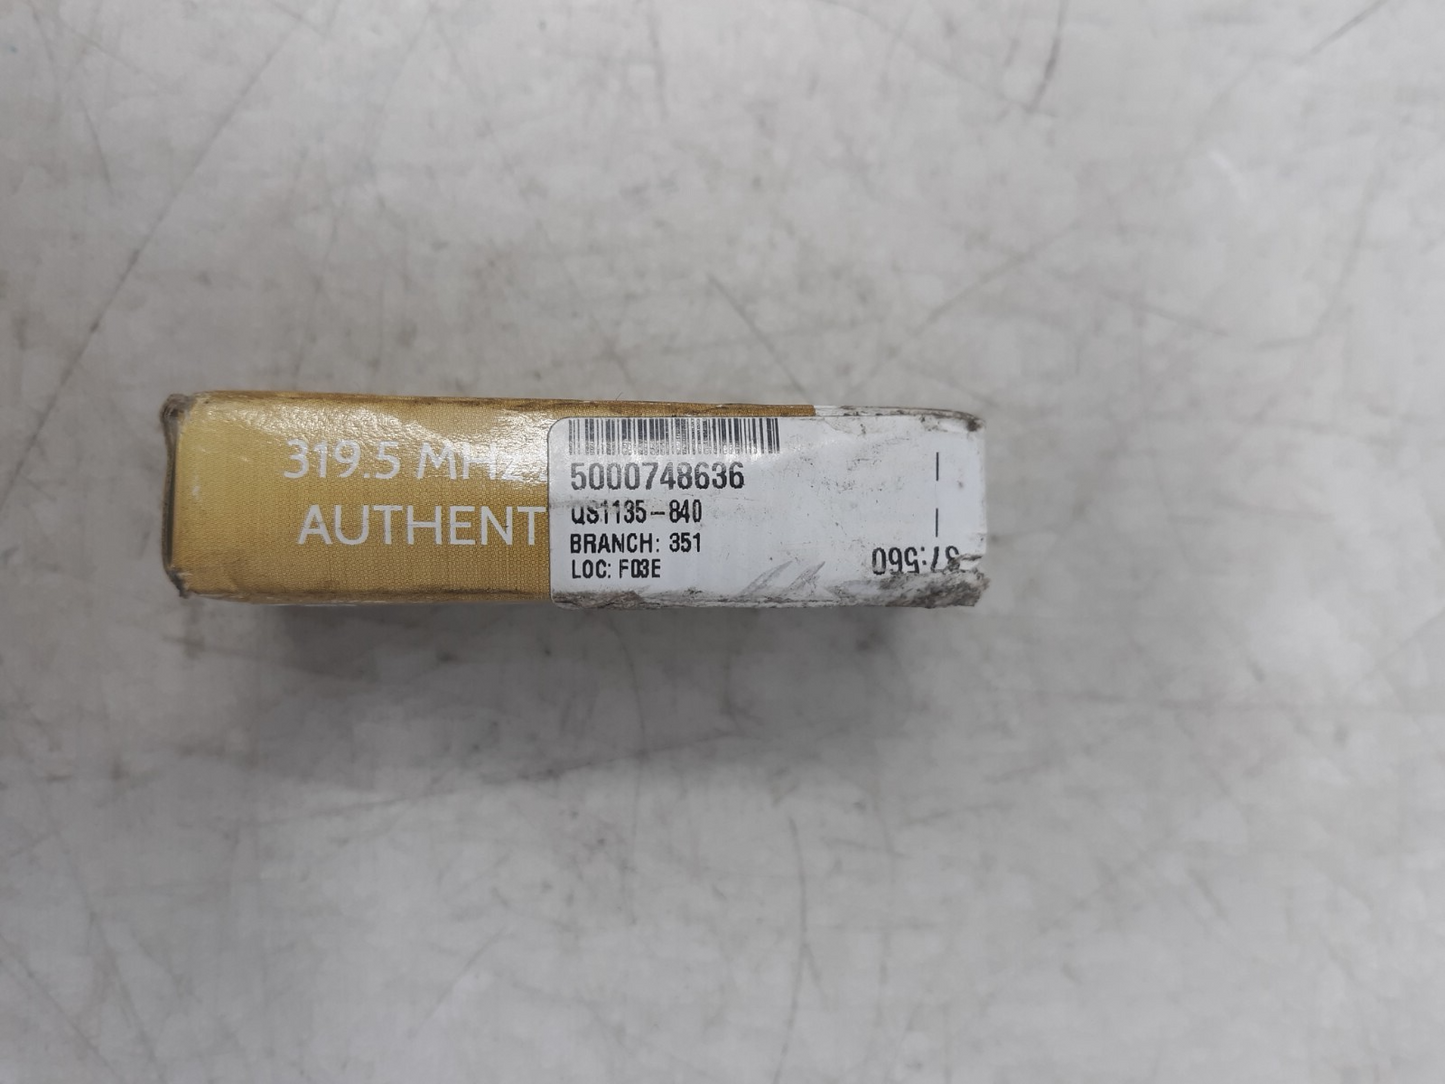 319.5 MHz
AUTHENT
5000748636
QS1135-840
BRANCH: 351
LOC: F03E